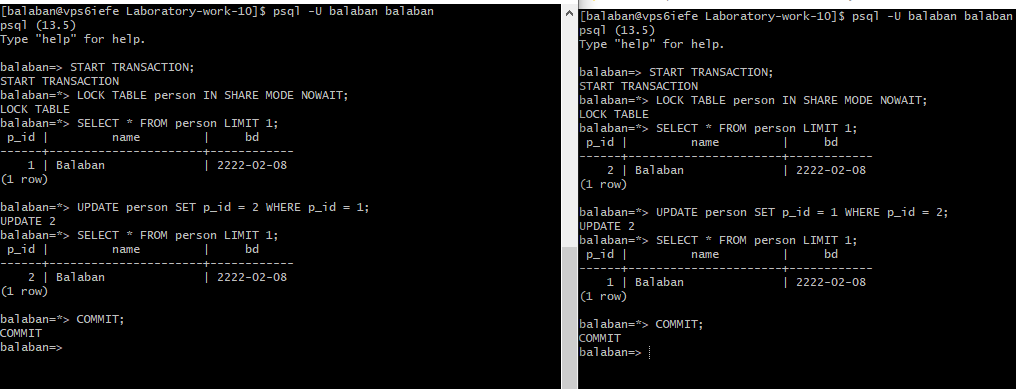 [balaban@vps6iefe Laboratory-work-10]$ psql -U balaban balaban
psql (13.5)
Type "help" for help.

balaban=> START TRANSACTION;
START TRANSACTION
balaban=*> LOCK TABLE person IN SHARE MODE NOWAIT;
LOCK TABLE
balaban=*> SELECT * FROM person LIMIT 1;
 p_id |         name          |     bd
------+-----------------------+------------
    1 | Balaban               | 2222-02-08
(1 row)

balaban=*> UPDATE person SET p_id = 2 WHERE p_id = 1;
UPDATE 2
balaban=*> SELECT * FROM person LIMIT 1;
 p_id |         name          |     bd
------+-----------------------+------------
    2 | Balaban               | 2222-02-08
(1 row)

balaban=*> COMMIT;
COMMIT
balaban=>
[balaban@vps6iefe Laboratory-work-10]$ psql -U balaban balaban
psql (13.5)
Type "help" for help.

balaban=> START TRANSACTION;
START TRANSACTION
balaban=*> LOCK TABLE person IN SHARE MODE NOWAIT;
LOCK TABLE
balaban=*> SELECT * FROM person LIMIT 1;
 p_id |         name          |     bd
------+-----------------------+------------
    2 | Balaban               | 2222-02-08
(1 row)

balaban=*> UPDATE person SET p_id = 1 WHERE p_id = 2;
UPDATE 2
balaban=*> SELECT * FROM person LIMIT 1;
 p_id |         name          |     bd
------+-----------------------+------------
    1 | Balaban               | 2222-02-08
(1 row)

balaban=*> COMMIT;
COMMIT
balaban=>